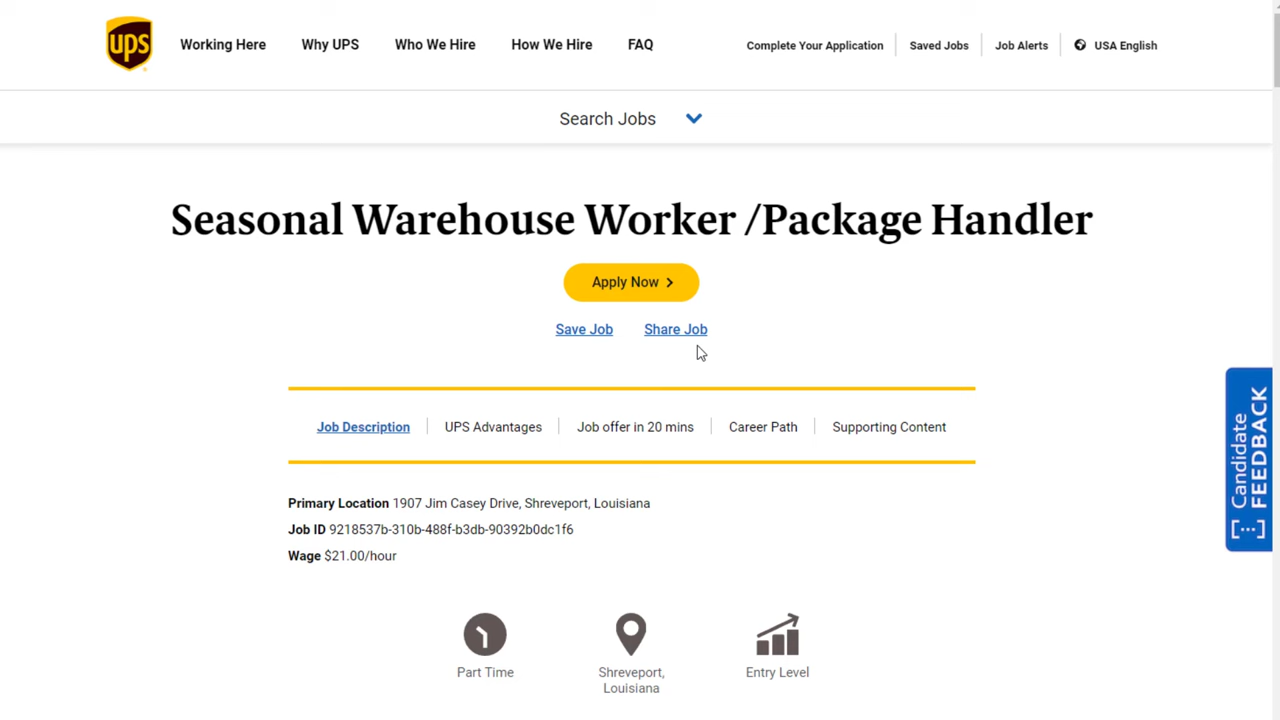 ups
Working Here
Why UPS
Who We Hire
How We Hire
FAQ
Complete Your Application
Saved Jobs
Job Alerts
USA English
Search Jobs
Seasonal Warehouse Worker /Package Handler
Apply Now
Save Job
Share Job
Job Description
UPS Advantages
Job offer in 20 mins
Career Path
Supporting Content
Primary Location 1907 Jim Casey Drive, Shreveport, Louisiana
Job ID 9218537b-310b-488f-b3db-90392b0dc1f6
Wage $21.00/hour
Part Time
Shreveport,
Louisiana
Entry Level
Candidate
FEEDBACK